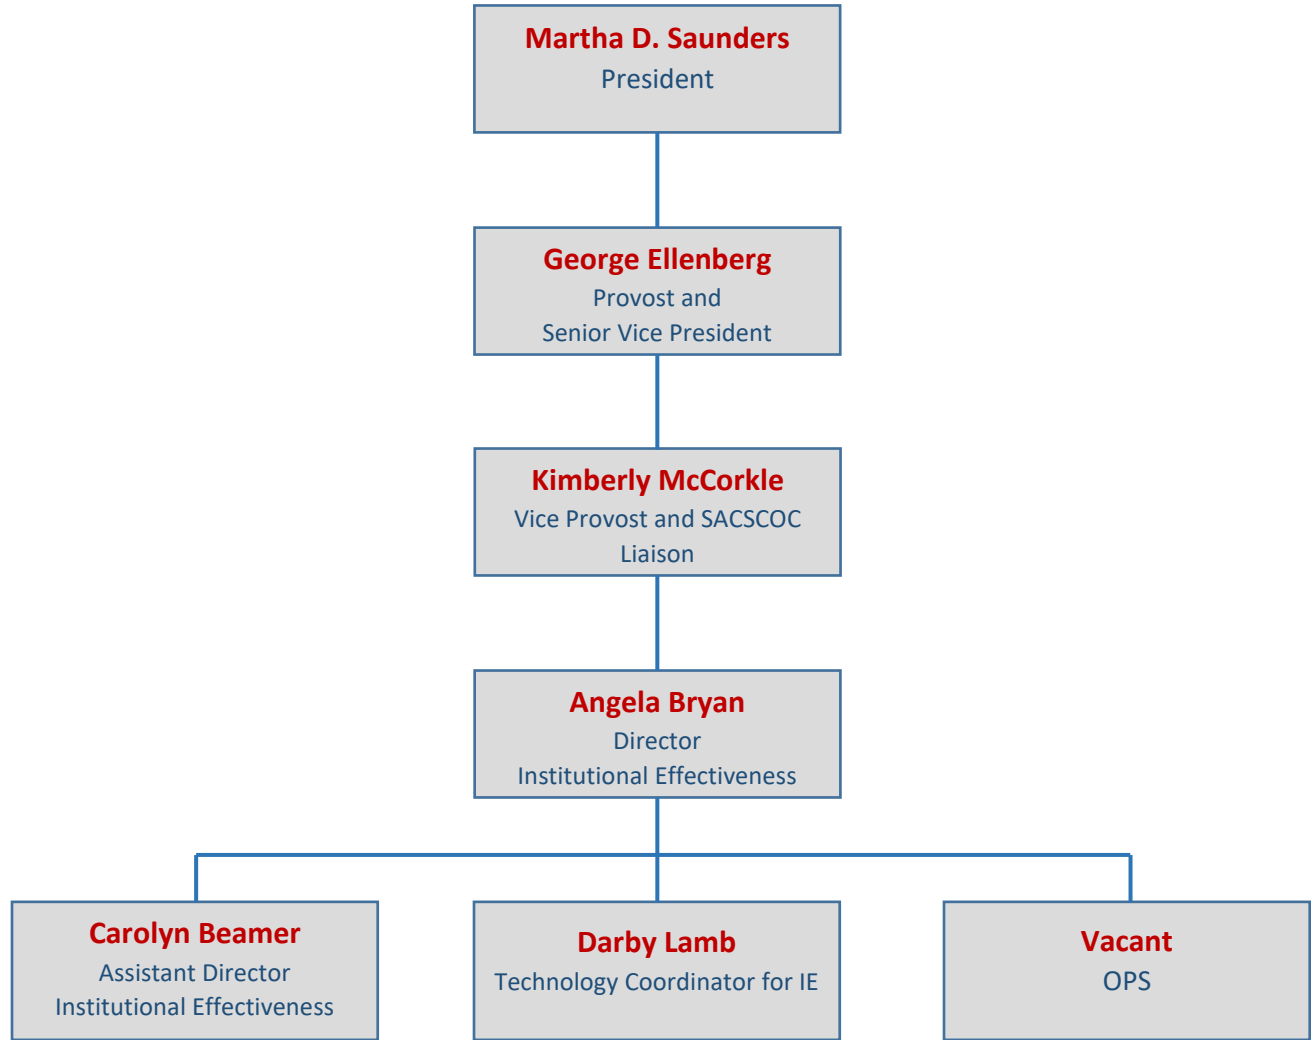 Martha D. Saunders
President
George Ellenberg
Provost and
Senior Vice President
Kimberly McCorkle
Vice Provost and SACSCOC
Liaison
Angela Bryan
Director
Institutional Effectiveness
Carolyn Beamer
Assistant Director
Institutional Effectiveness
Darby Lamb
Technology Coordinator for IE
Vacant
OPS